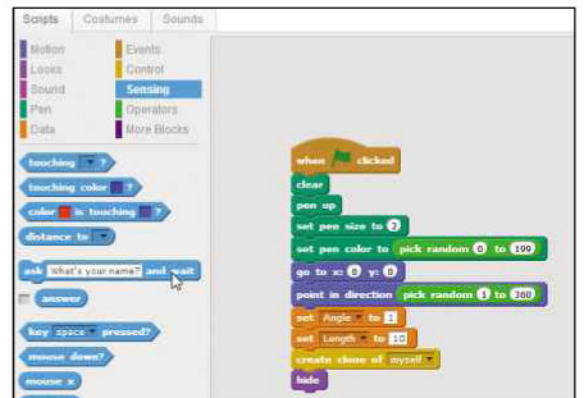 Scripts Costumes Sounds
Motion Events
Looks Control
Sound Sensing
Pen Operators
Data More Blocks
touching ?
touching color ?
color is touching ?
distance to
ask What's your name? and wait
answer
key space pressed?
mouse down?
mouse x
when clicked
clear
pen up
set pen size to 2
set pen color to pick random 0 to 199
go to x: 0 y: 0
point in direction pick random 1 to 360
set Angle to 1
set Length to 10
create clone of myself
hide